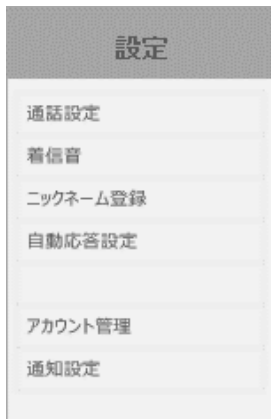 設定
通話設定
着信音
ニックネーム登録
自動応答設定
アカウント管理
通知設定